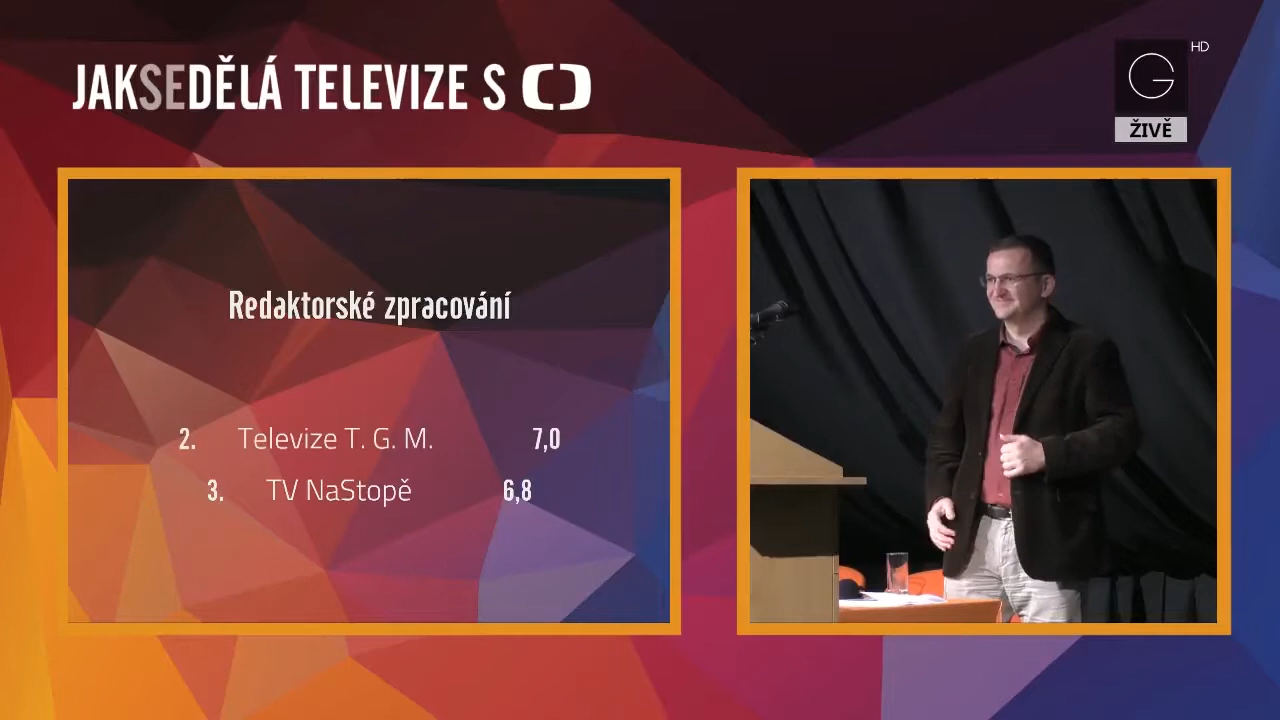 JAKSEDĚLÁ TELEVIZE S
HD
ŽIVĚ
Redaktorské zpracování
2. Televize T. G. M. 7,0
3. TV NaStopě 6,8